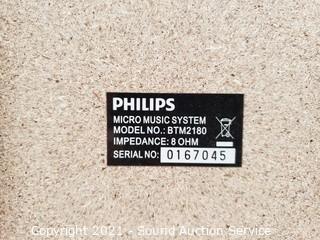 PHILIPS
MICRO MUSIC SYSTEM
MODEL NO.: BTM2180
IMPEDANCE: 8 OHM
SERIAL NO: 0167045
Copyright 2021 - Sound Auction Service